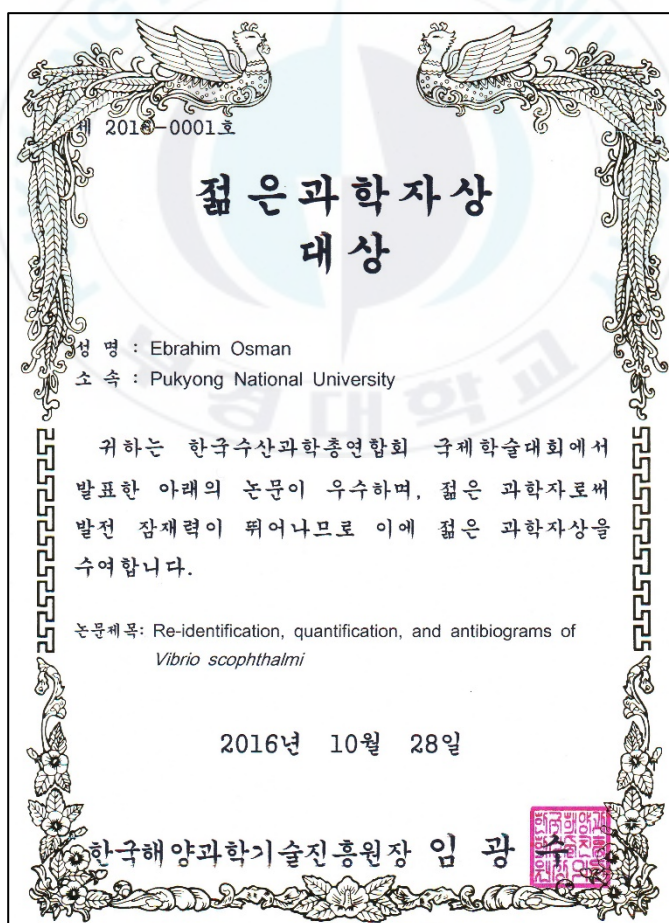 제 2016-0001호
젊은과학자상
대상
성 명 : Ebrahim Osman
소 속 : Pukyong National University
귀하는 한국수산과학총연합회 국제학술대회에서
발표한 아래의 논문이 우수하며, 젊은 과학자로써
발전 잠재력이 뛰어나므로 이에 젊은 과학자상을
수여합니다.
논문제목: Re-identification, quantification, and antibiograms of
Vibrio scophthalmi
2016년 10월 28일
한국해양과학기술진흥원장 임 광 수